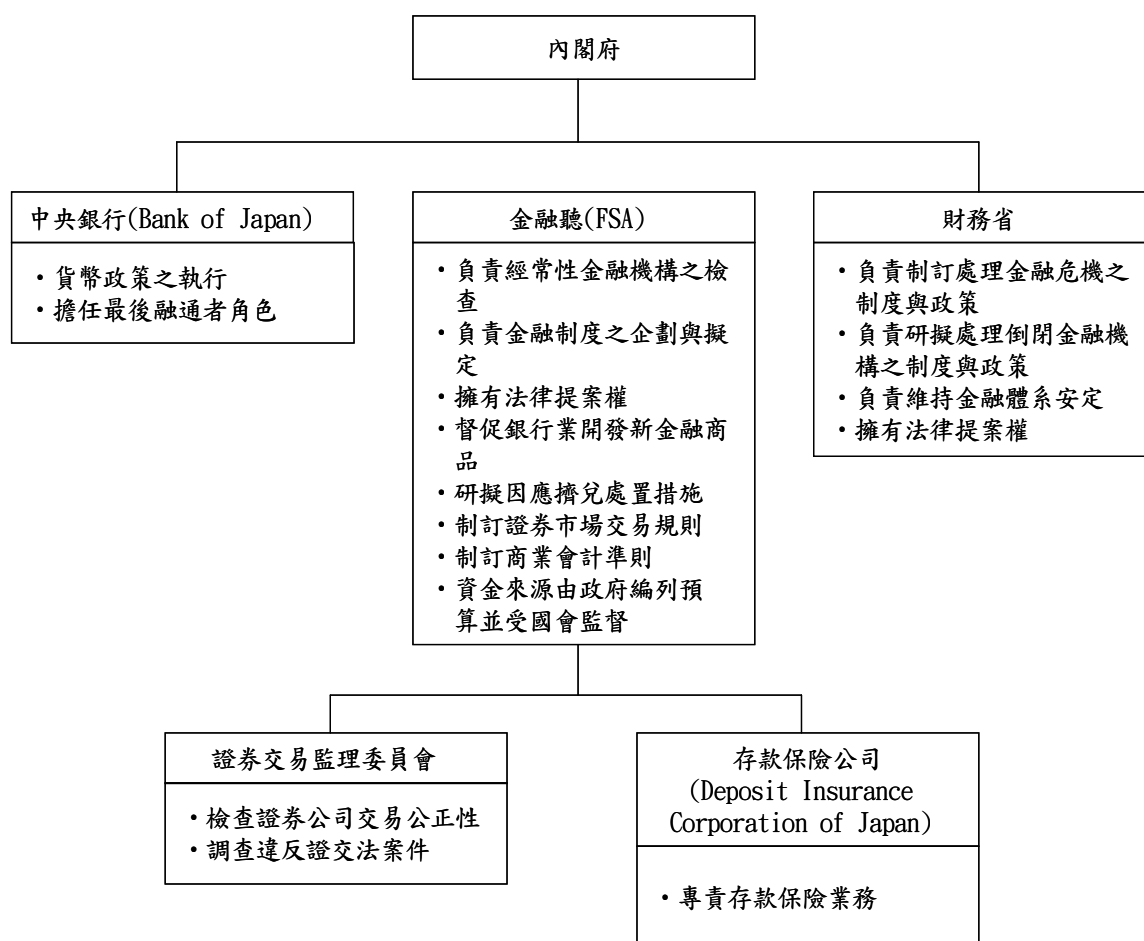 內閣府
中央銀行(Bank of Japan)
・貨幣政策之執行
・擔任最後融通者角色
金融聽(FSA)
・負責經常性金融機構之檢
查
・負責金融制度之企劃與擬
定
・擁有法律提案權
・督促銀行業開發新金融商
品
・研擬因應擠兌處置措施
・制訂證券市場交易規則
・制訂商業會計準則
・資金來源由政府編列預
算並受國會監督
財務省
・負責制訂處理金融危機之
制度與政策
・負責研擬處理倒閉金融機
構之制度與政策
・負責維持金融體系安定
・擁有法律提案權
證券交易監理委員會
・檢查證券公司交易公正性
・調查違反證交法案件
存款保險公司
(Deposit Insurance
Corporation of Japan)
・專責存款保險業務